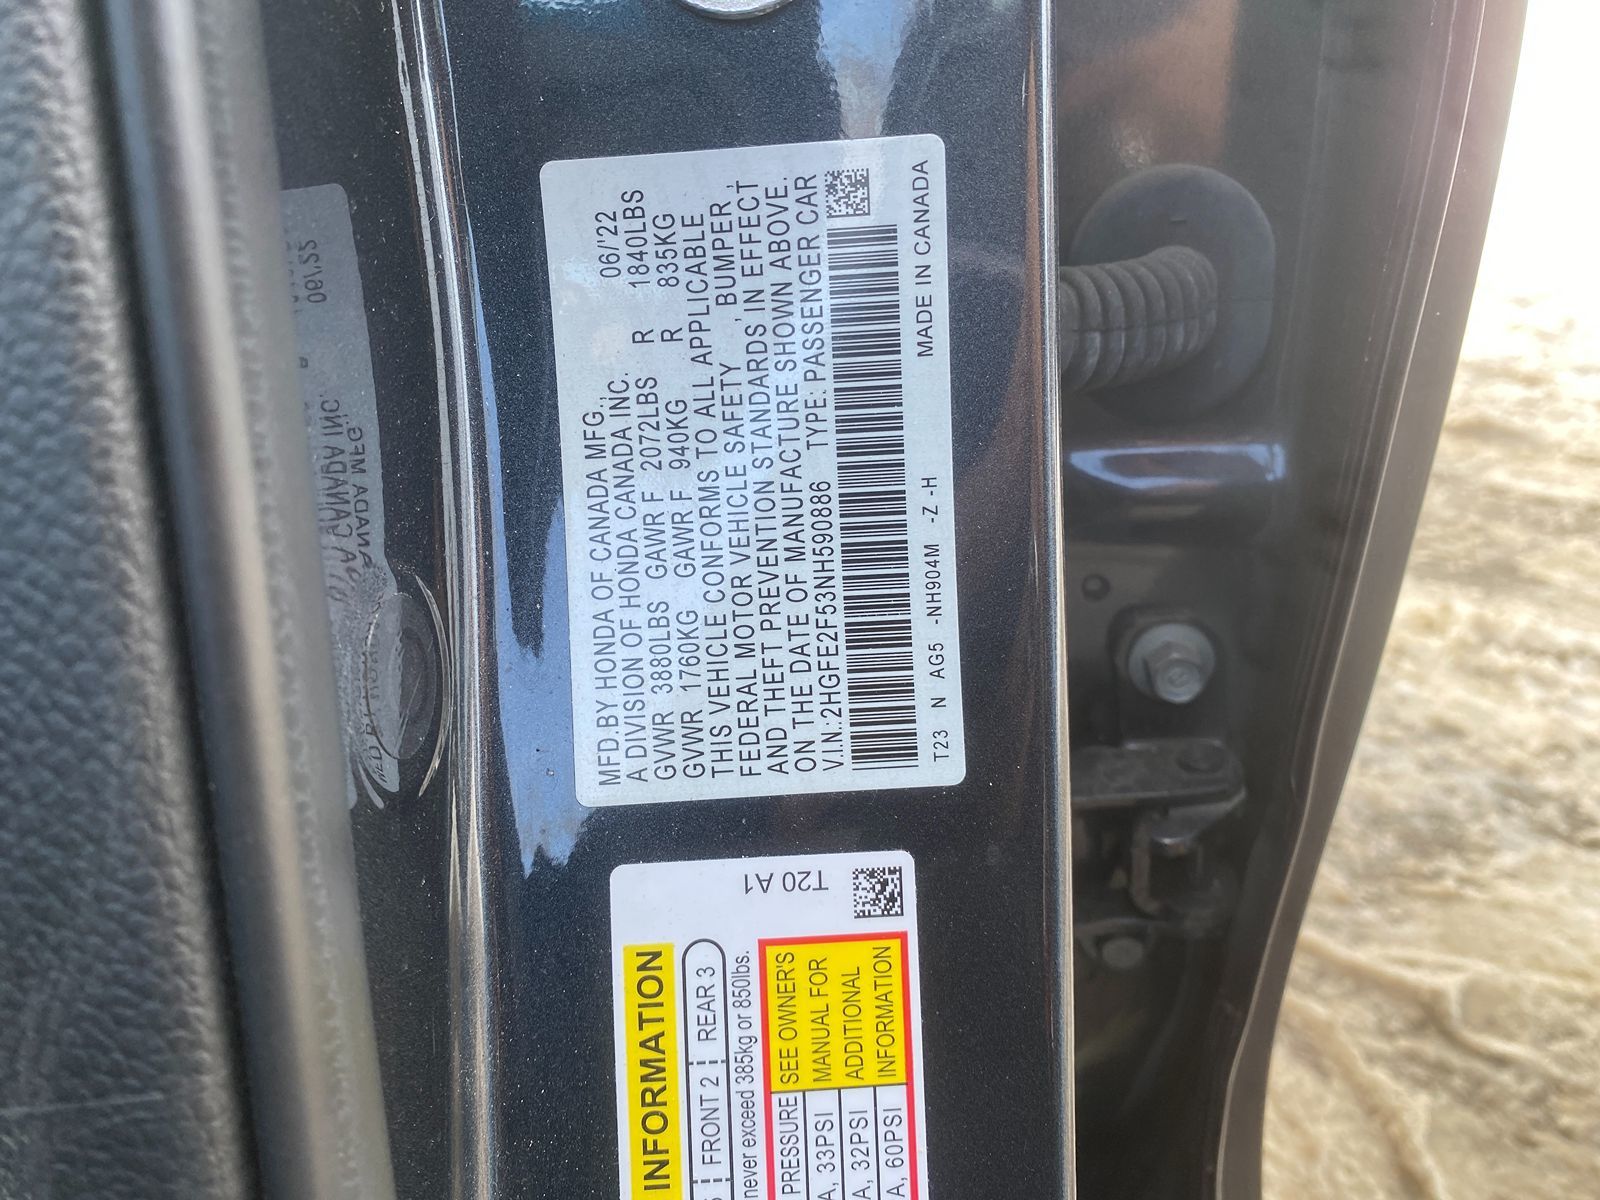 MFD.BY HONDA OF CANADA MFG., 06/'22
A DIVISION OF HONDA CANADA INC.
GVWR 3880LBS GAWR F 2072LBS R 1840LBS
GVWR 1760KG GAWR F 940KG R 835KG
THIS VEHICLE CONFORMS TO ALL APPLICABLE
FEDERAL MOTOR VEHICLE SAFETY , BUMPER ,
AND THEFT PREVENTION STANDARDS IN EFFECT
ON THE DATE OF MANUFACTURE SHOWN ABOVE.
V.I.N.:2HGFE2F53NH590886 TYPE: PASSENGER CAR
T23 N AG5 -NH904M -Z -H MADE IN CANADA
T20 A1
INFORMATION
FRONT 2 REAR 3
never exceed 385kg or 850lbs.
PRESSURE
33PSI
32PSI
60PSI
SEE OWNER'S
MANUAL FOR
ADDITIONAL
INFORMATION